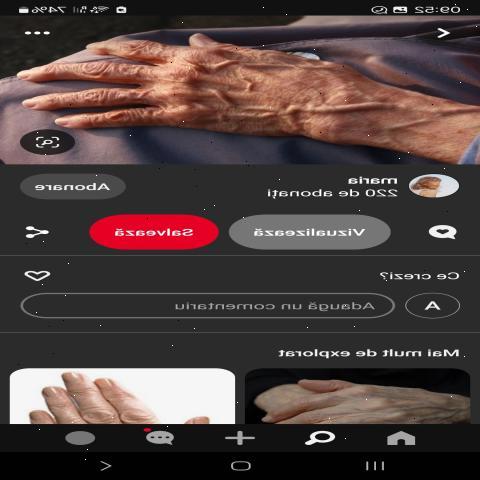 09:52 74%
maria
220 de abonați
Abonare
Vizualizează
Salvează
Ce crezi?
A
Adaugă un comentariu
Mai mult de explorat